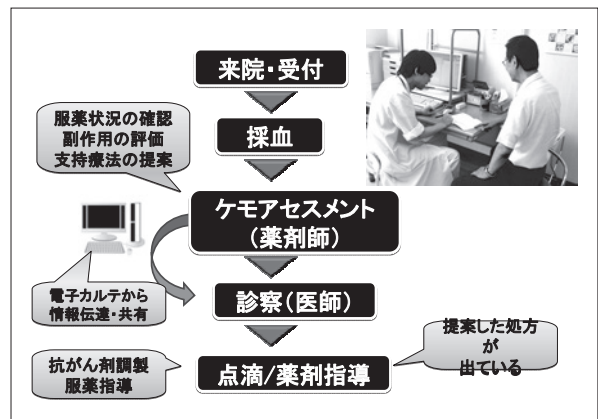 来院・受付
服薬状況の確認
副作用の評価
支持療法の提案
採血
ケモアセスメント
(薬剤師)
電子カルテから
情報伝達・共有
診察(医師)
提案した処方
が
出ている
抗がん剤調製
服薬指導
点滴/薬剤指導